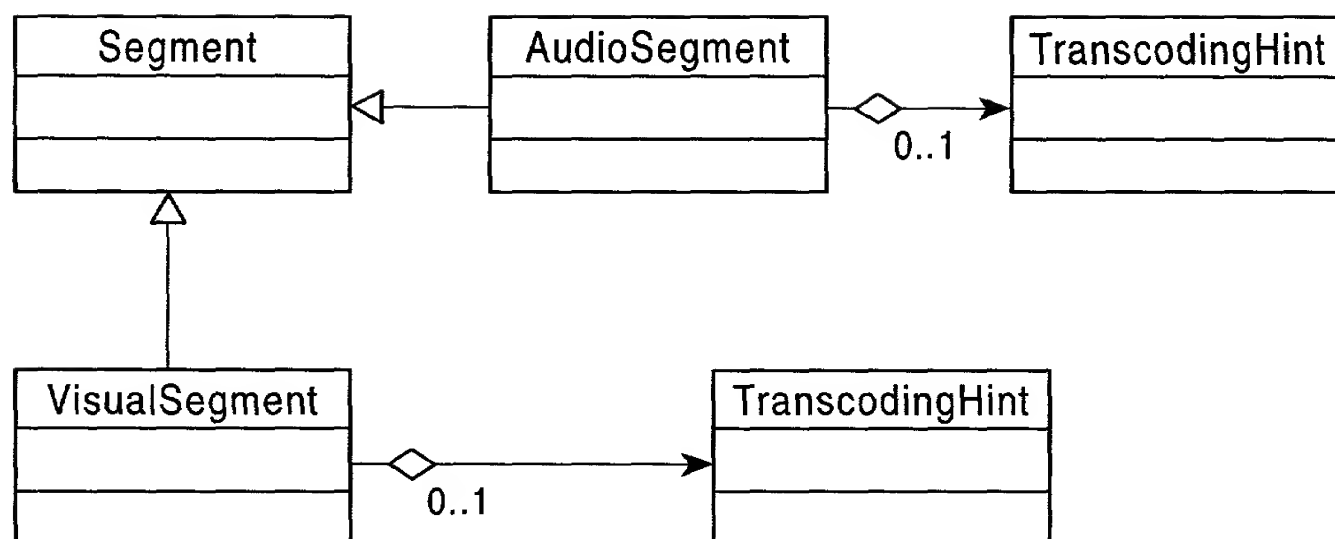 Segment
AudioSegment
TranscodingHint
0..1
VisualSegment
TranscodingHint
0..1